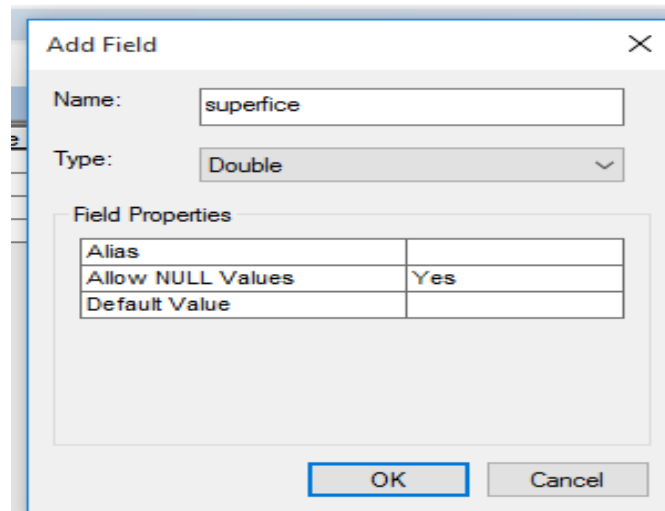 Add Field
Name: superfice
Type: Double
Field Properties
Alias
Allow NULL Values Yes
Default Value
OK Cancel